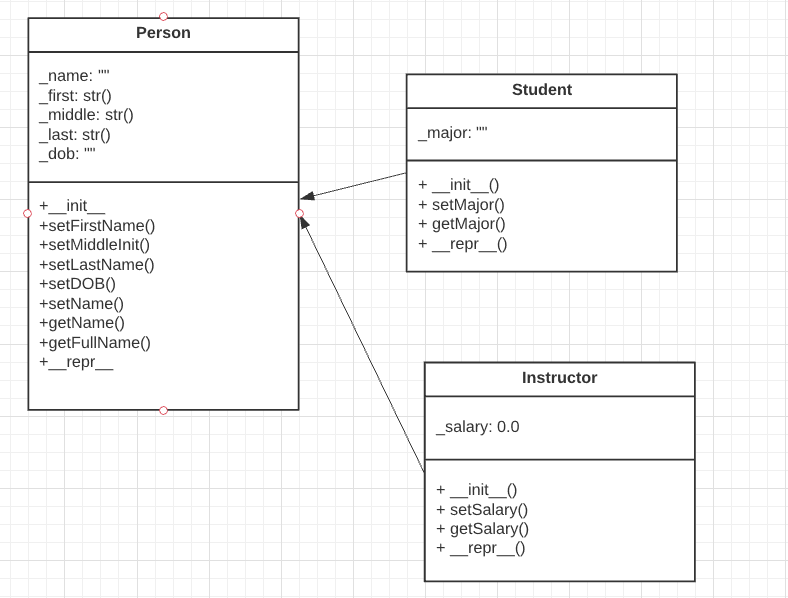 Person
_name: ""
_first: str()
_middle: str()
_last: str()
_dob: ""
+__init__
+setFirstName()
+setMiddleInit()
+setLastName()
+setDOB()
+setName()
+getName()
+getFullName()
+__repr__
Student
_major: ""
+ __init__()
+ setMajor()
+ getMajor()
+ __repr__()
Instructor
_salary: 0.0
+ __init__()
+ setSalary()
+ getSalary()
+ __repr__()